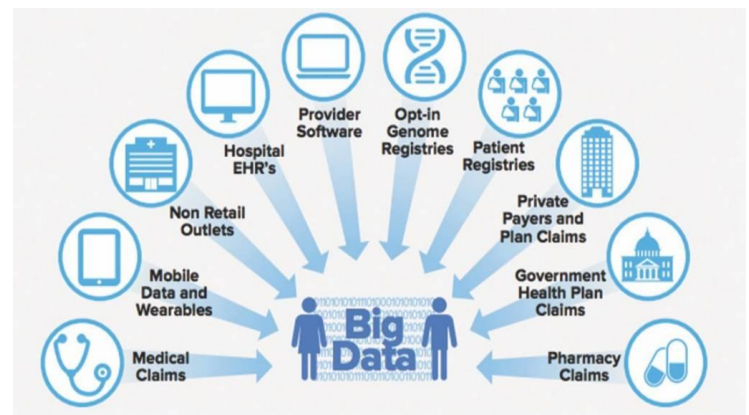 Provider
Software
Opt-in
Genome
Registries
Hospital
EHR's
Patient
Registries
Non Retail
Outlets
Private
Payers and
Plan Claims
Mobile
Data and
Wearables
Government
Health Plan
Claims
Medical
Claims
Big
Data
Pharmacy
Claims